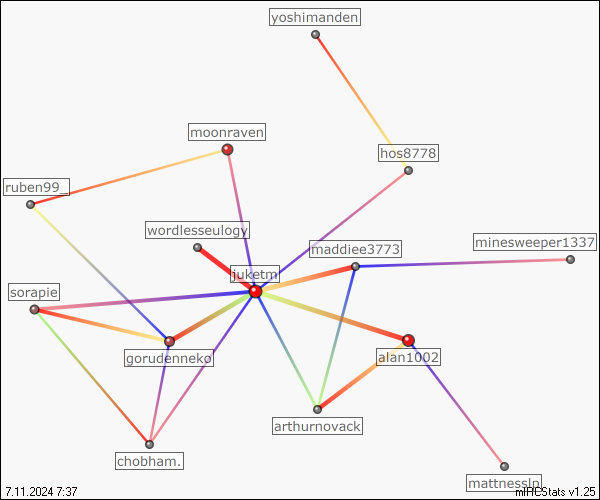 yoshimanden
moonraven
hos8778
ruben99_
wordlesseulogy
maddiee3773
minesweeper1337
juketm
sorapie
gorudenneko
alan1002
arthurnovack
chobham.
mattnessln
7.11.2024 7:37
mIRCStats v1.25